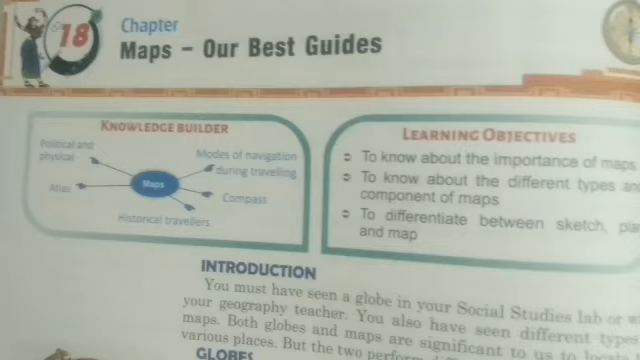 18
Chapter
Maps – Our Best Guides
KNOWLEDGE BUILDER
Political and
physical
Modes of navigation
during travelling
Atlas
Maps
Compass
Historical travellers
LEARNING OBJECTIVES
To know about the importance of maps
To know about the different types
component of maps
To differentiate between sketch,
and map
INTRODUCTION
You must have seen a globe in your Social Studies lab or
your geography teacher. You also have seen different types
maps. Both globes and maps are significant to us
various places. But the two perform
GLOBES